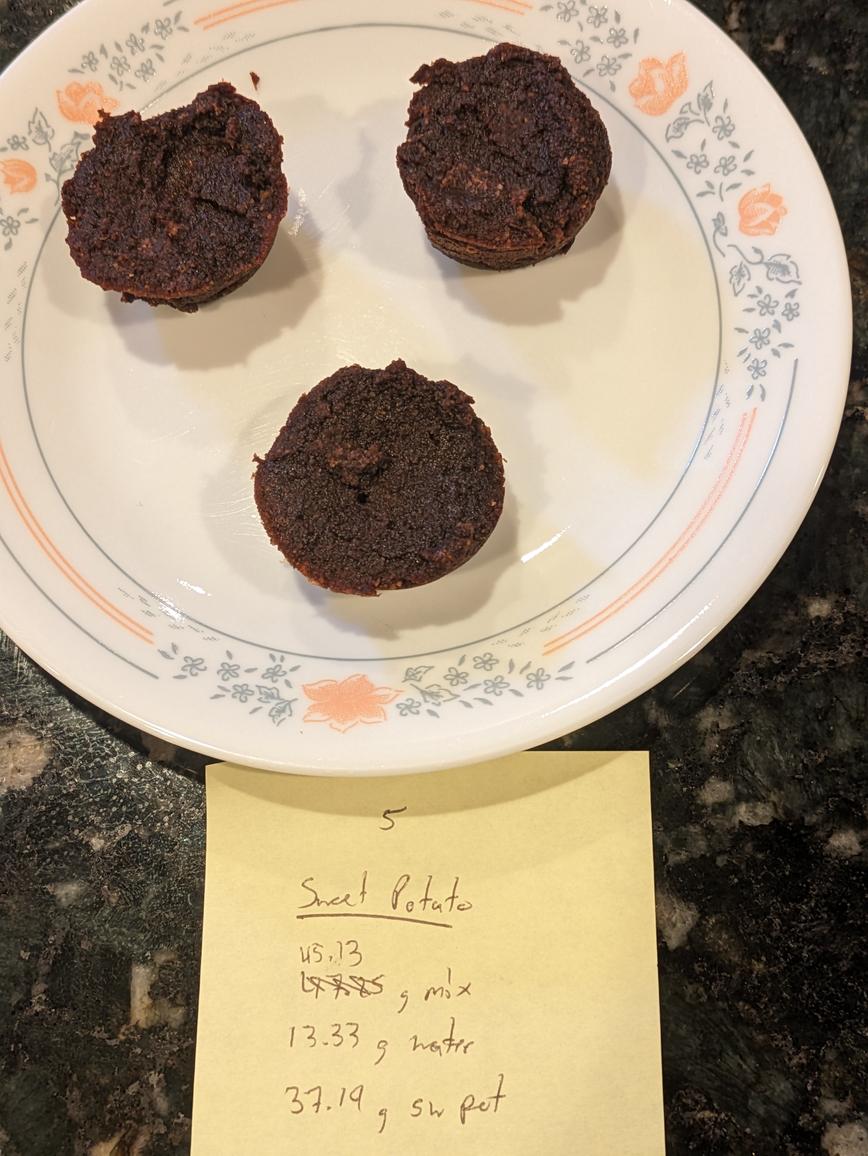 5
Sweet Potato
45.13
g mix
13.33 g water
37.19 g sw pot